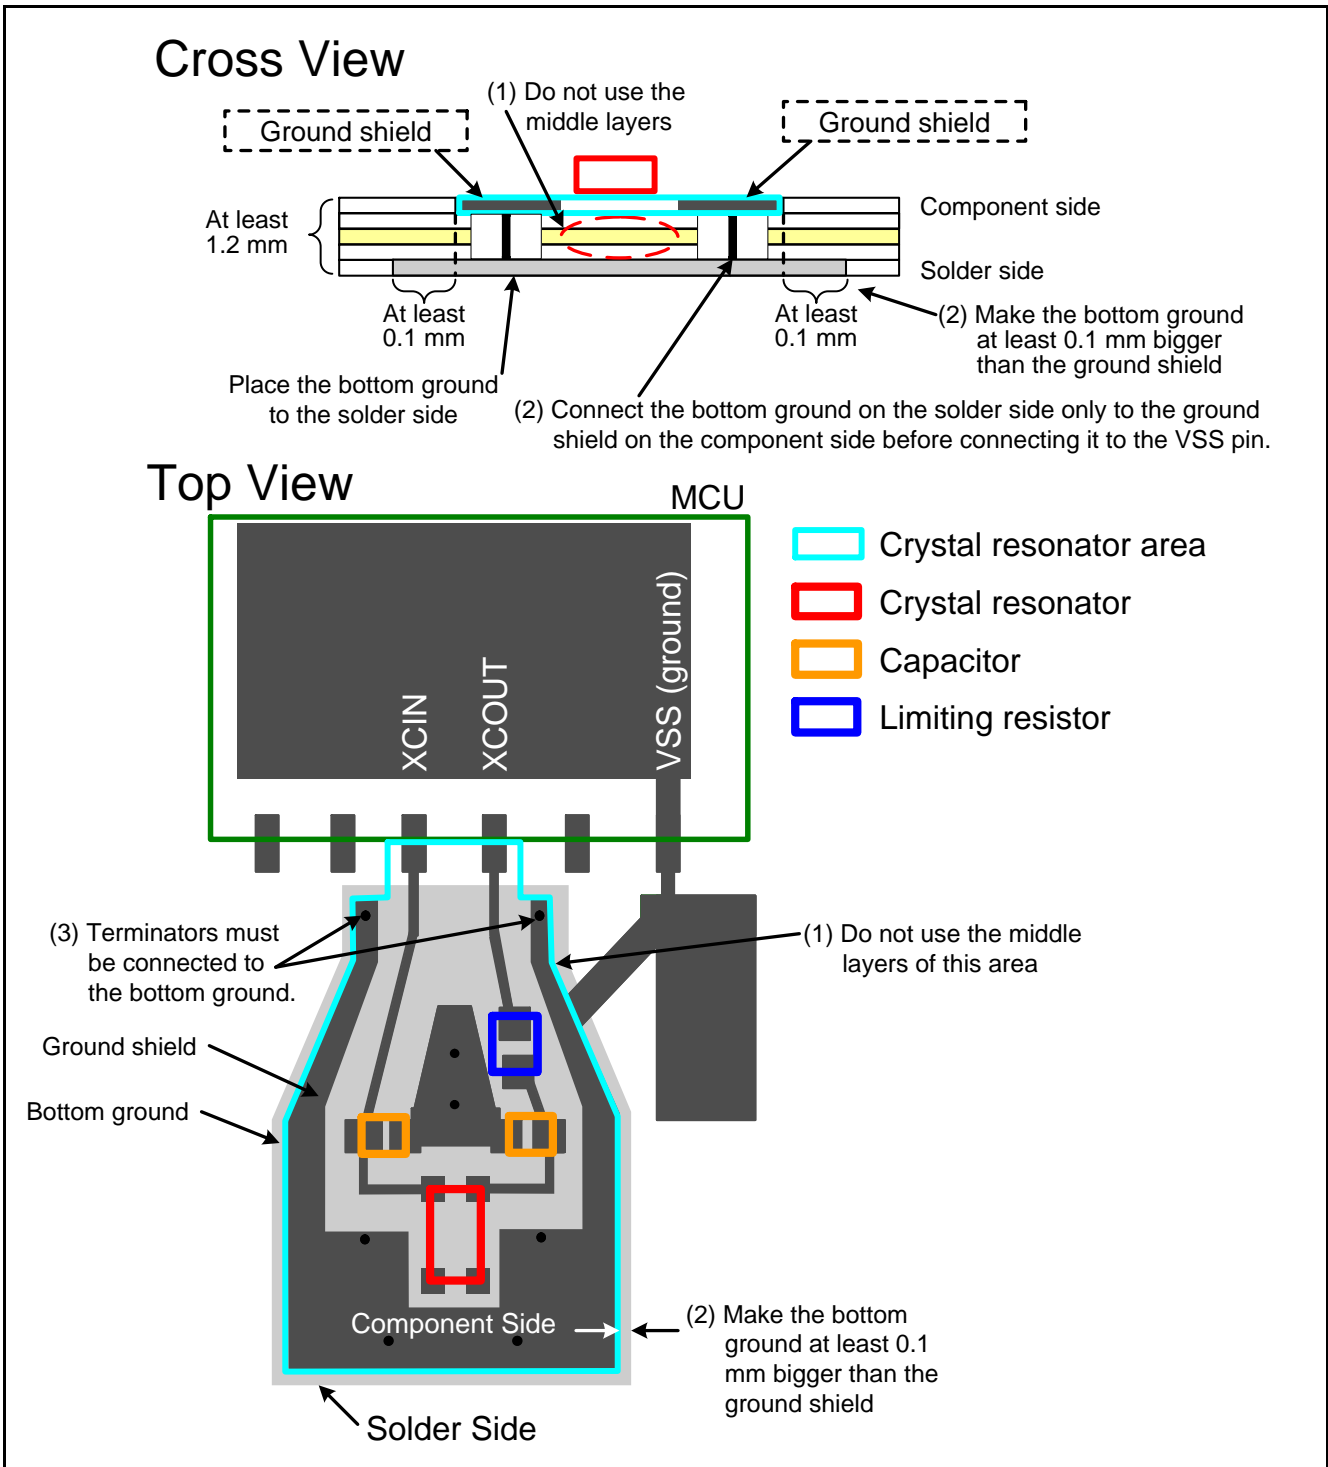 Cross View
(1) Do not use the
middle layers
Ground shield
Ground shield
At least
1.2 mm
Component side
Solder side
At least
0.1 mm
At least
0.1 mm
(2) Make the bottom ground
at least 0.1 mm bigger
than the ground shield
Place the bottom ground
to the solder side
(2) Connect the bottom ground on the solder side only to the ground
shield on the component side before connecting it to the VSS pin.
Top View
MCU
XCIN
XCOUT
VSS (ground)
Crystal resonator area
Crystal resonator
Capacitor
Limiting resistor
(3) Terminators must
be connected to
the bottom ground.
(1) Do not use the middle
layers of this area
Ground shield
Bottom ground
Component Side
(2) Make the bottom
ground at least 0.1
mm bigger than the
ground shield
Solder Side